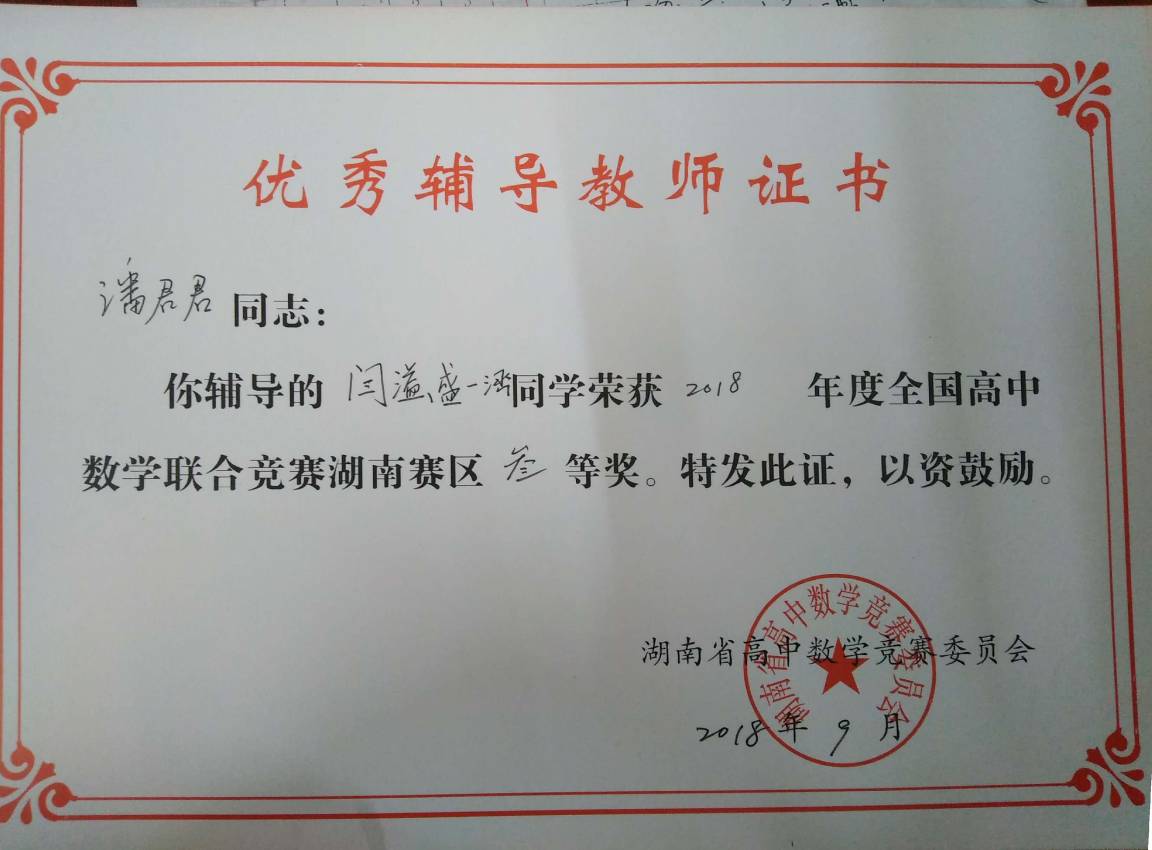 优秀辅导教师证书
潘君君 同志：
你辅导的 闫溢盛一 同学荣获 2018 年度全国高中
数学联合竞赛湖南赛区 叁 等奖。特发此证，以资鼓励。
湖南省高中数学竞赛委员会
湖南省高中数学竞赛委员会
2018年 9 月